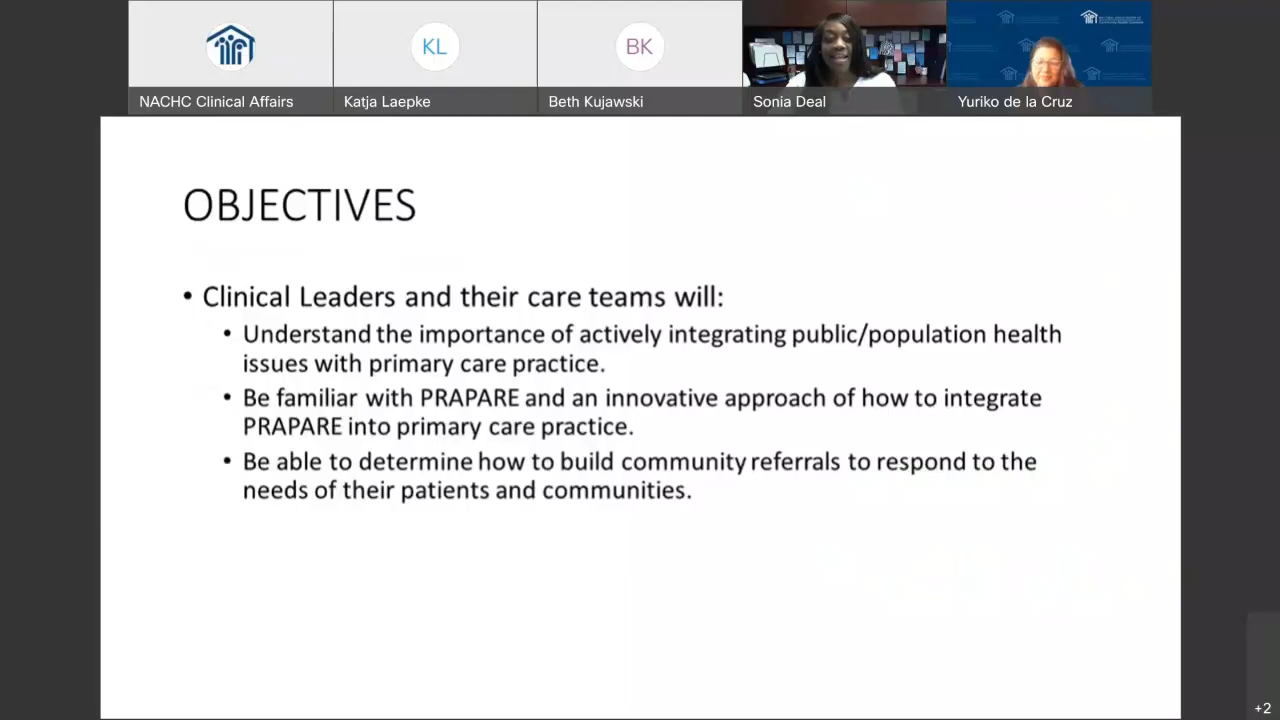 KL
BK
NACHC Clinical Affairs
Katja Laepke
Beth Kujawski
Sonia Deal
Yuriko de la Cruz
OBJECTIVES
• Clinical Leaders and their care teams will:
• Understand the importance of actively integrating public/population health
issues with primary care practice.
• Be familiar with PRAPARE and an innovative approach of how to integrate
PRAPARE into primary care practice.
• Be able to determine how to build community referrals to respond to the
needs of their patients and communities.
+2